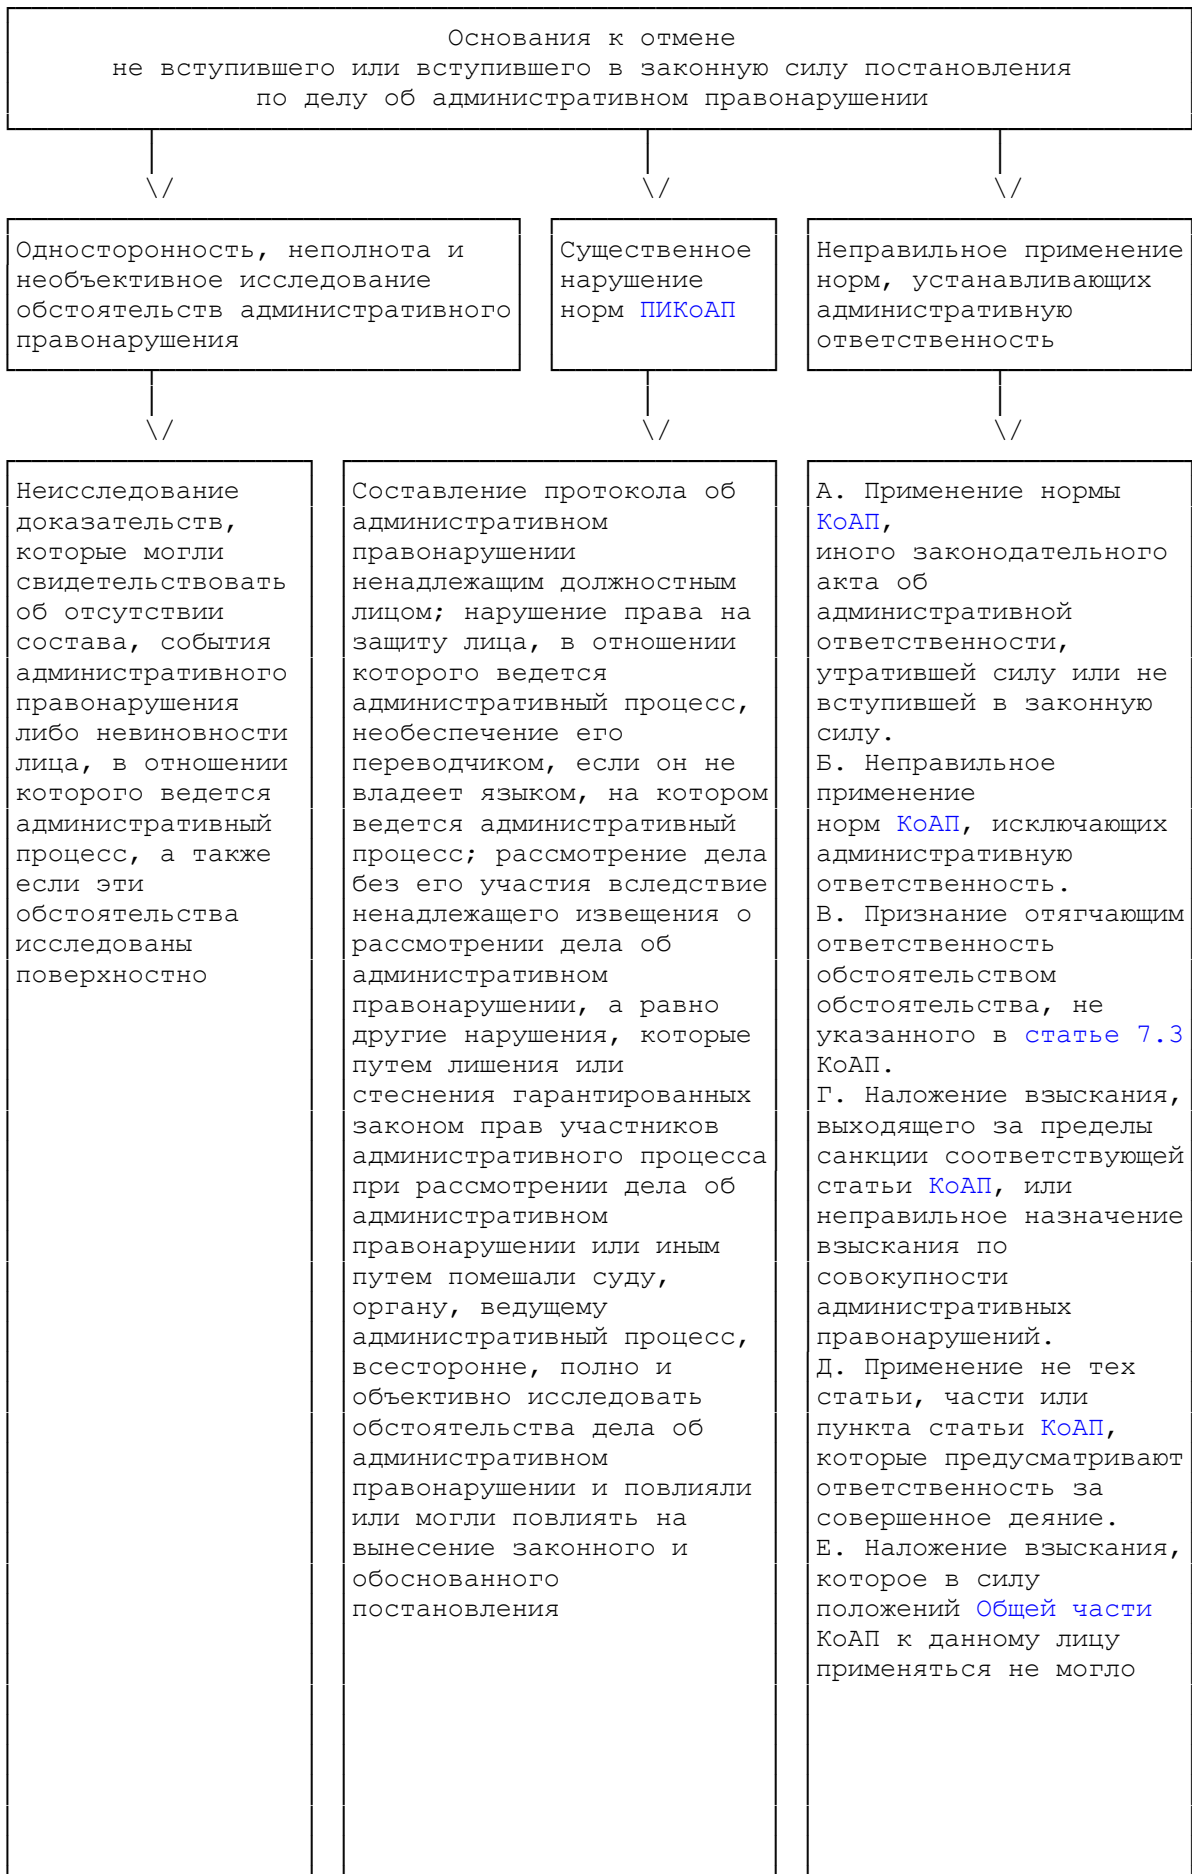 Основания к отмене
не вступившего или вступившего в законную силу постановления
по делу об административном правонарушении
\/
\/
\/
Односторонность, неполнота и
необъективное исследование
обстоятельств административного
правонарушения
Существенное
нарушение
норм ПИКоАП
Неправильное применение
норм, устанавливающих
административную
ответственность
\/
\/
\/
Неисследование
доказательств,
которые могли
свидетельствовать
об отсутствии
состава, события
административного
правонарушения
либо невиновности
лица, в отношении
которого ведется
административный
процесс, а также
если эти
обстоятельства
исследованы
поверхностно
Составление протокола об
административном
правонарушении
ненадлежащим должностным
лицом; нарушение права на
защиту лица, в отношении
которого ведется
административный процесс,
необеспечение его
переводчиком, если он не
владеет языком, на котором
ведется административный
процесс; рассмотрение дела
без его участия вследствие
ненадлежащего извещения о
рассмотрении дела об
административном
правонарушении, а равно
другие нарушения, которые
путем лишения или
стеснения гарантированных
законом прав участников
административного процесса
при рассмотрении дела об
административном
правонарушении или иным
путем помешали суду,
органу, ведущему
административный процесс,
всесторонне, полно и
объективно исследовать
обстоятельства дела об
административном
правонарушении и повлияли
или могли повлиять на
вынесение законного и
обоснованного
постановления
А. Применение нормы
КоАП,
иного законодательного
акта об
административной
ответственности,
утратившей силу или не
вступившей в законную
силу.
Б. Неправильное
применение
норм КоАП, исключающих
административную
ответственность.
В. Признание отягчающим
ответственность
обстоятельством
обстоятельства, не
указанного в статье 7.3
КоАП.
Г. Наложение взыскания,
выходящего за пределы
санкции соответствующей
статьи КоАП, или
неправильное назначение
взыскания по
совокупности
административных
правонарушений.
Д. Применение не тех
статьи, части или
пункта статьи КоАП,
которые предусматривают
ответственность за
совершенное деяние.
Е. Наложение взыскания,
которое в силу
положений Общей части
КоАП к данному лицу
применяться не могло